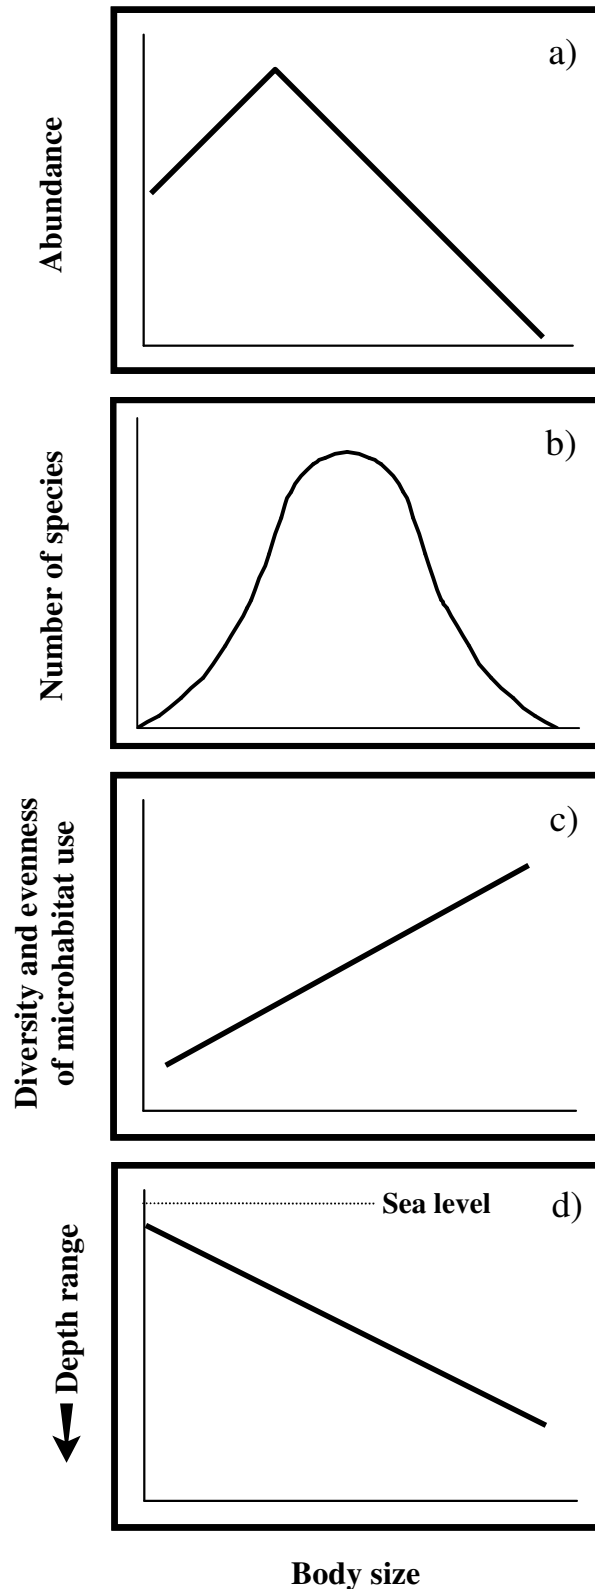 a)
Abundance
b)
Number of species
c)
Diversity and evenness
of microhabitat use
d)
Sea level
Depth range
Body size